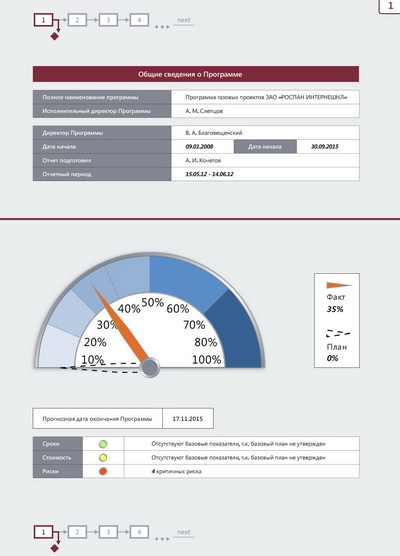 1
1 2 3 4 next
Общие сведения о Программе
Полное наименование программы Программа газовых проектов ЗАО «РОСПАН ИНТЕРНЕШНЛ»
Исполнительный директор Программы А. М. Слепцов
Директор Программы В. А. Благовещенский
Дата начала 09.01.2008 Дата начала 30.09.2015
Отчет подготовил А. И. Кочетов
Отчетный период 15.05.12 - 14.06.12
10% 20% 30% 40% 50% 60% 70% 80% 100%
Факт
35%
План
0%
Прогнозная дата окончания Программы 17.11.2015
Сроки Отсутствуют базовые показатели, т.к. базовый план не утвержден
Стоимость Отсутствуют базовые показатели, т.к. базовый план не утвержден
Риски 4 критичных риска
1 2 3 4 next